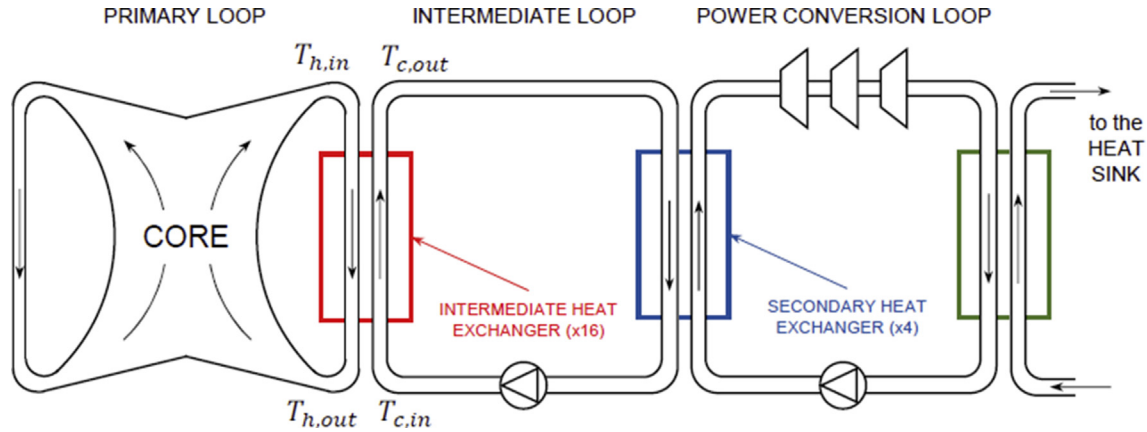 PRIMARY LOOP
INTERMEDIATE LOOP
POWER CONVERSION LOOP
T_{h,in}
T_{c,out}
to the
HEAT
SINK
CORE
INTERMEDIATE HEAT
EXCHANGER (x16)
SECONDARY HEAT
EXCHANGER (x4)
T_{h,out}
T_{c,in}